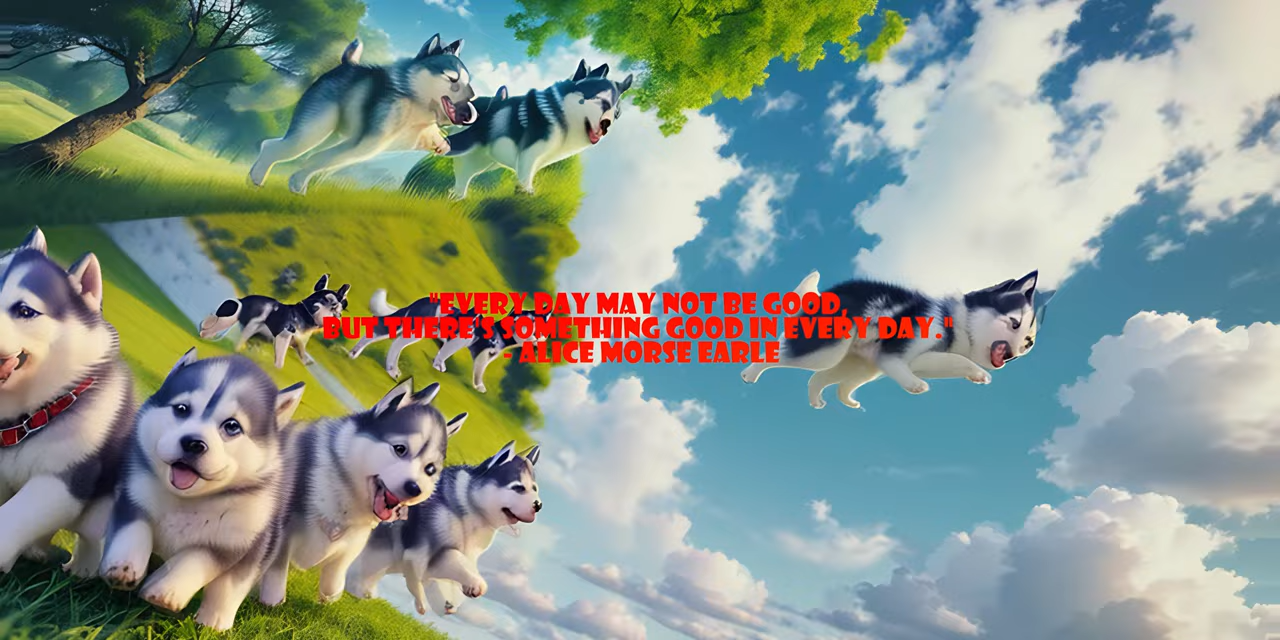 "EVERY DAY MAY NOT BE GOOD,
BUT THERE'S SOMETHING GOOD IN EVERY DAY."
- ALICE MORSE EARLE